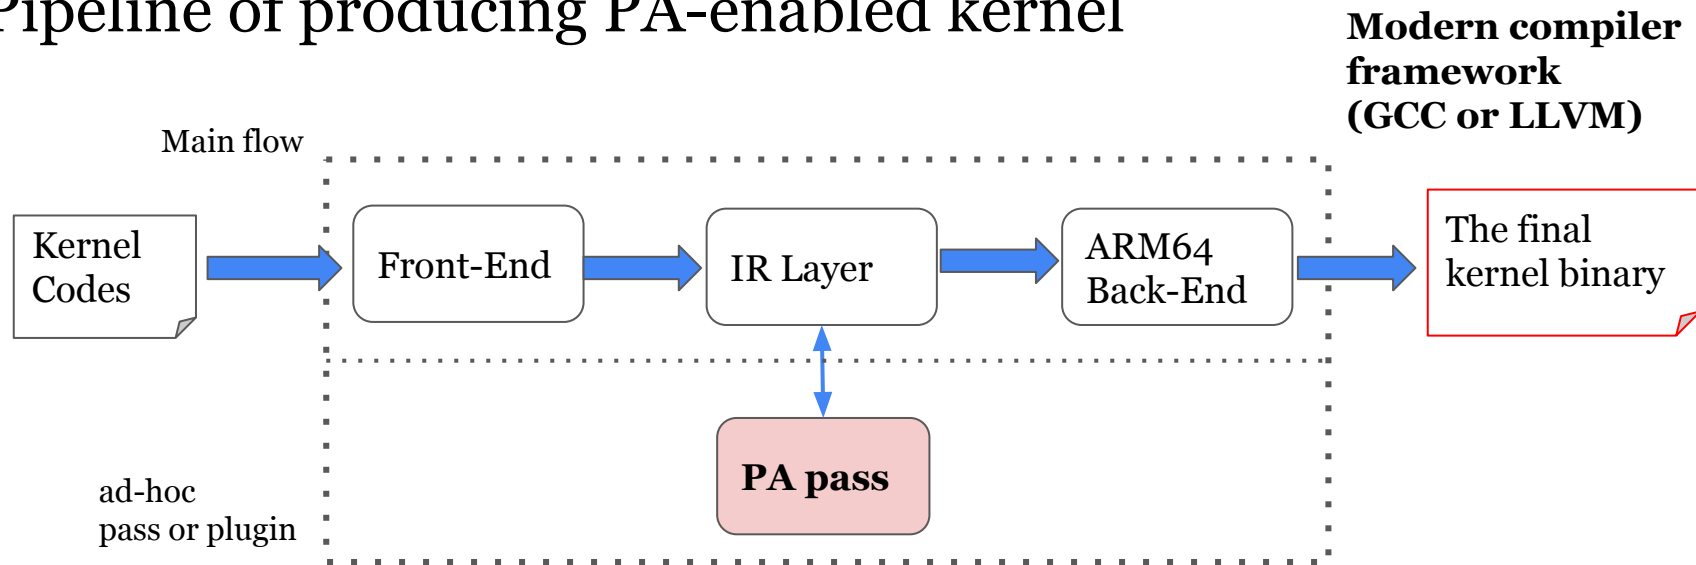 Pipeline of producing PA-enabled kernel
Modern compiler
framework
(GCC or LLVM)
Main flow
Kernel
Codes
Front-End
IR Layer
ARM64
Back-End
The final
kernel binary
PA pass
ad-hoc
pass or plugin